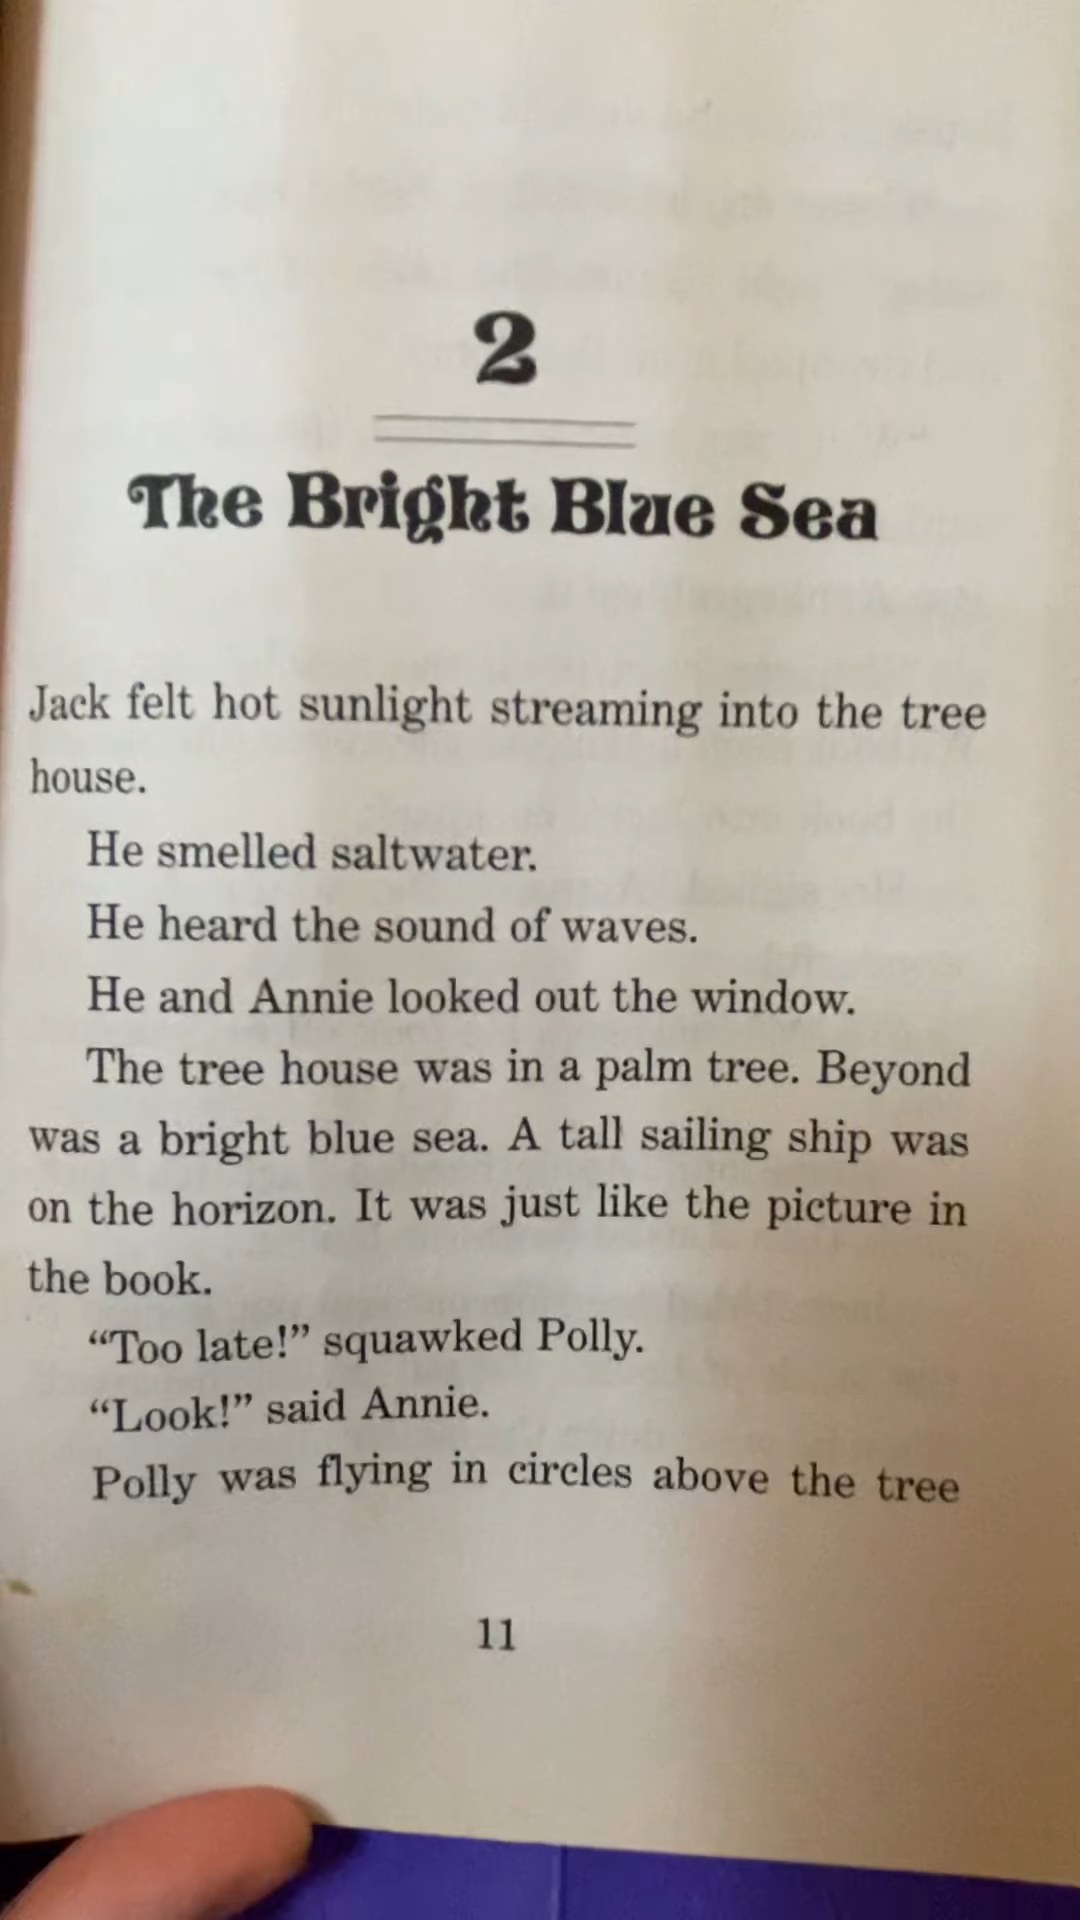 2
The Bright Blue Sea
Jack felt hot sunlight streaming into the tree
house.
He smelled saltwater.
He heard the sound of waves.
He and Annie looked out the window.
The tree house was in a palm tree. Beyond
was a bright blue sea. A tall sailing ship was
on the horizon. It was just like the picture in
the book.
“Too late!” squawked Polly.
“Look!” said Annie.
Polly was flying in circles above the tree
11